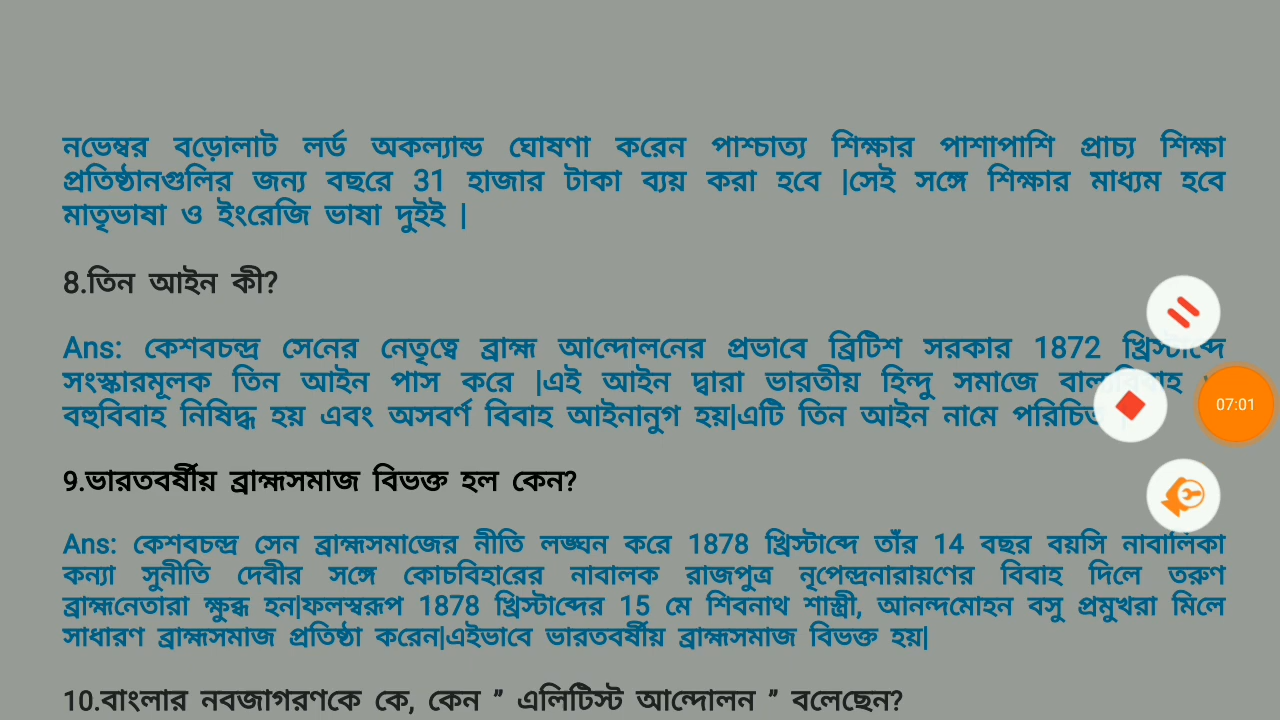 নভেম্বর বড়োলাট লর্ড অকল্যান্ড ঘোষণা করেন পাশ্চাত্য শিক্ষার পাশাপাশি প্রাচ্য শিক্ষা
প্রতিষ্ঠানগুলির জন্য বছরে 31 হাজার টাকা ব্যয় করা হবে |সেই সঙ্গে শিক্ষার মাধ্যম হবে
মাতৃভাষা ও ইংরেজি ভাষা দুইই |
8.তিন আইন কী?
Ans: কেশবচন্দ্র সেনের নেতৃত্বে ব্রাহ্ম আন্দোলনের প্রভাবে ব্রিটিশ সরকার 1872 খ্রিস্টাব্দে
সংস্কারমূলক তিন আইন পাস করে |এই আইন দ্বারা ভারতীয় হিন্দু সমাজে বাল্যবিবাহ
বহুবিবাহ নিষিদ্ধ হয় এবং অসবর্ণ বিবাহ আইনানুগ হয়|এটি তিন আইন নামে পরিচিত
07:01
9.ভারতবর্ষীয় ব্রাহ্মসমাজ বিভক্ত হল কেন?
Ans: কেশবচন্দ্র সেন ব্রাহ্মসমাজের নীতি লঙ্ঘন করে 1878 খ্রিস্টাব্দে তাঁর 14 বছর বয়সি নাবালিকা
কন্যা সুনীতি দেবীর সঙ্গে কোচবিহারের নাবালক রাজপুত্র নৃপেন্দ্রনারায়ণের বিবাহ দিলে তরুণ
ব্রাহ্মনেতারা ক্ষুব্ধ হন|ফলস্বরূপ 1878 খ্রিস্টাব্দের 15 মে শিবনাথ শাস্ত্রী, আনন্দমোহন বসু প্রমুখরা মিলে
সাধারণ ব্রাহ্মসমাজ প্রতিষ্ঠা করেন|এইভাবে ভারতবর্ষীয় ব্রাহ্মসমাজ বিভক্ত হয়|
10.বাংলার নবজাগরণকে কে, কেন ” এলিটিস্ট আন্দোলন ” বলেছেন?